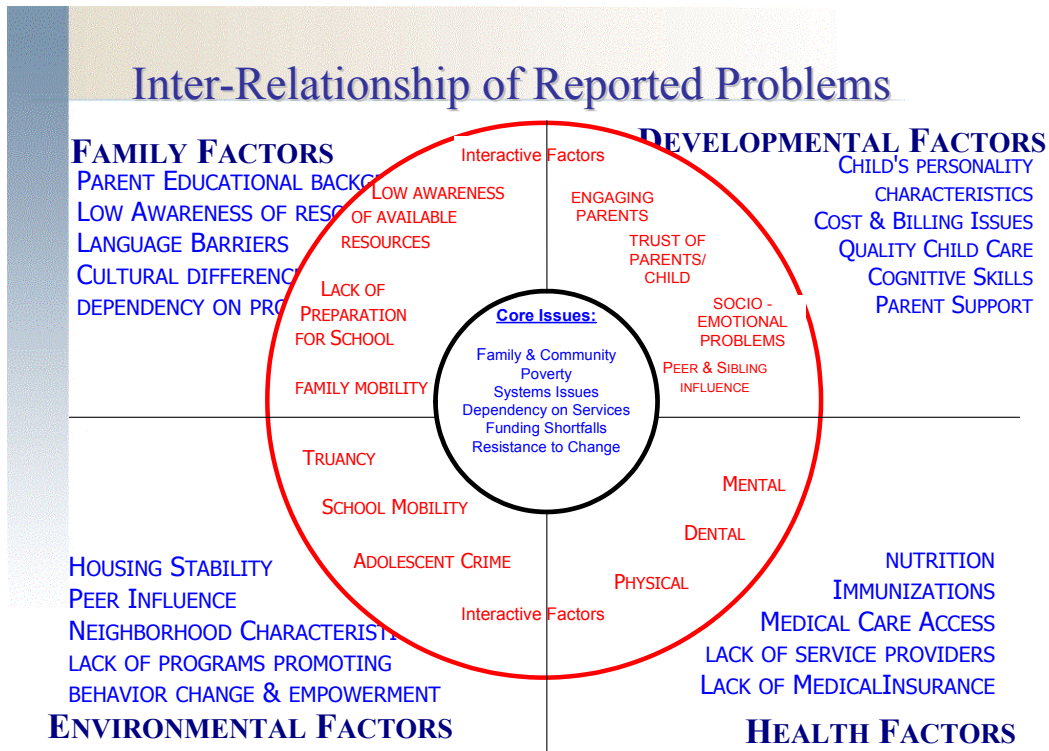 Inter-Relationship of Reported Problems
FAMILY FACTORS
PARENT EDUCATIONAL BACKG
LOW AWARENESS OF RESO
LANGUAGE BARRIERS
CULTURAL DIFFERENC
DEPENDENCY ON PRO
DEVELOPMENTAL FACTORS
CHILD'S PERSONALITY
CHARACTERISTICS
COST & BILLING ISSUES
QUALITY CHILD CARE
COGNITIVE SKILLS
PARENT SUPPORT
Interactive Factors
LOW AWARENESS
OF AVAILABLE
RESOURCES
LACK OF
PREPARATION
FOR SCHOOL
FAMILY MOBILITY
ENGAGING
PARENTS
TRUST OF
PARENTS/
CHILD
SOCIO -
EMOTIONAL
PROBLEMS
PEER & SIBLING
INFLUENCE
Core Issues:
Family & Community
Poverty
Systems Issues
Dependency on Services
Funding Shortfalls
Resistance to Change
TRUANCY
SCHOOL MOBILITY
ADOLESCENT CRIME
MENTAL
DENTAL
PHYSICAL
Interactive Factors
HOUSING STABILITY
PEER INFLUENCE
NEIGHBORHOOD CHARACTERISTI
LACK OF PROGRAMS PROMOTING
BEHAVIOR CHANGE & EMPOWERMENT
ENVIRONMENTAL FACTORS
NUTRITION
IMMUNIZATIONS
MEDICAL CARE ACCESS
LACK OF SERVICE PROVIDERS
LACK OF MEDICALINSURANCE
HEALTH FACTORS